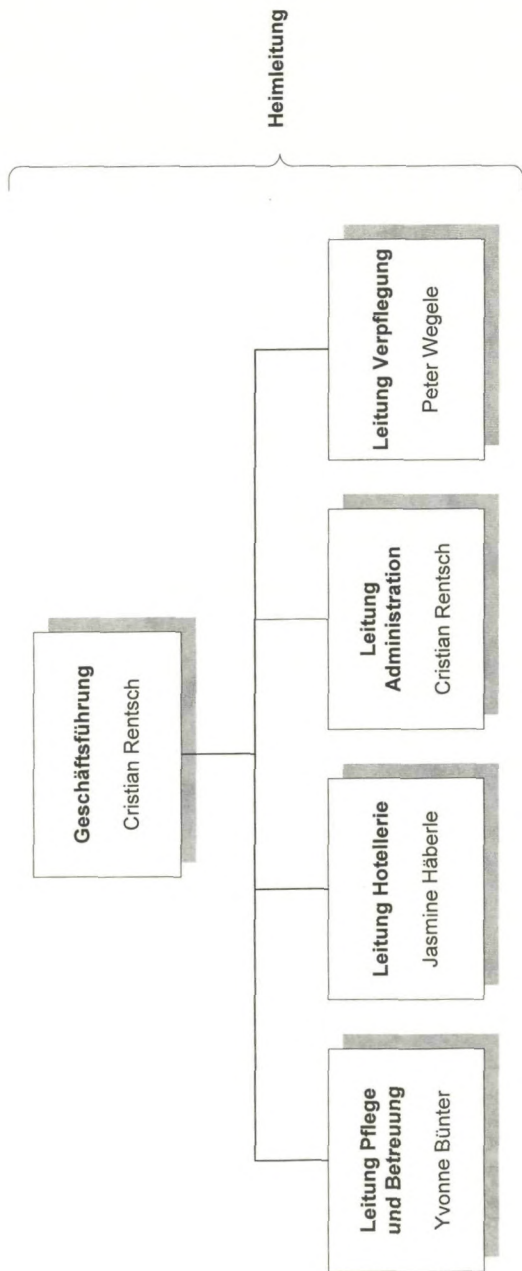 Geschäftsführung
Cristian Rentsch
Leitung Pflege
und Betreuung
Yvonne Bünter
Leitung Hotellerie
Jasmine Häberle
Leitung
Administration
Cristian Rentsch
Leitung Verpflegung
Peter Wegele
Heimleitung